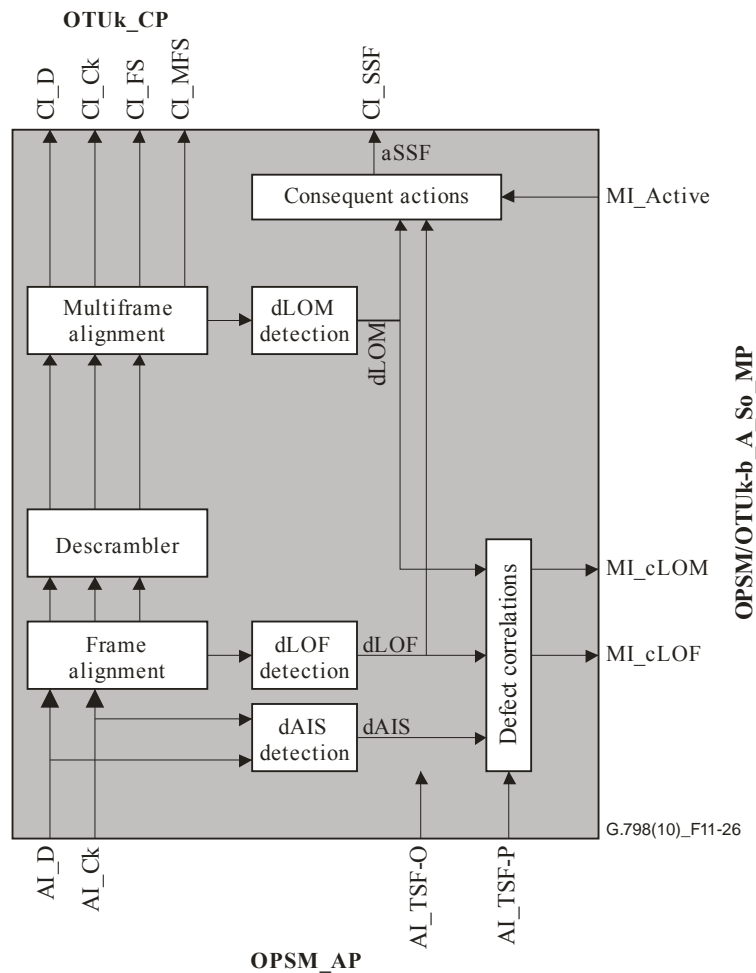 OTUk_CP
CI_D
CI_Ck
CI_FS
CI_MFS
CI_SSF
aSSF
Consequent actions
MI_Active
Multiframe
alignment
dLOM
detection
dLOM
OPSM/OTUk-b_A_So_MP
Descrambler
Defect correlations
MI_cLOM
Frame
alignment
dLOF
detection
dLOF
MI_cLOF
dAIS
detection
dAIS
G.798(10)_F11-26
AI_D
AI_Ck
AI_TSF-O
AI_TSF-P
OPSM_AP